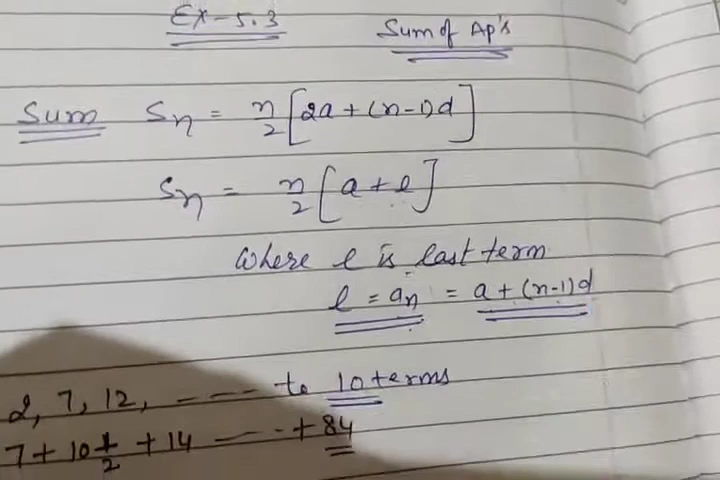 Ex-5.3 Sum of Ap's
Sum Sn = n/2 [2a + (n-1)d]
Sn = n/2 [a + l]
Where l is last term
l = an = a + (n-1)d
2, 7, 12, ---- to 10 terms
7 + 10 1/2 + 14 ---- + 84